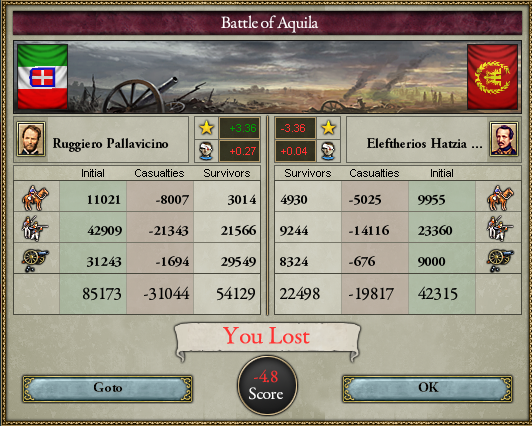 Battle of Aquila
Ruggiero Pallavicino +3.36 -3.36 Eleftherios Hatzia ...
+0.27 +0.04
Initial Casualties Survivors Survivors Casualties Initial
11021 -8007 3014 4930 -5025 9955
42909 -21343 21566 9244 -14116 23360
31243 -1694 29549 8324 -676 9000
85173 -31044 54129 22498 -19817 42315
You Lost
-4.8
Goto Score OK